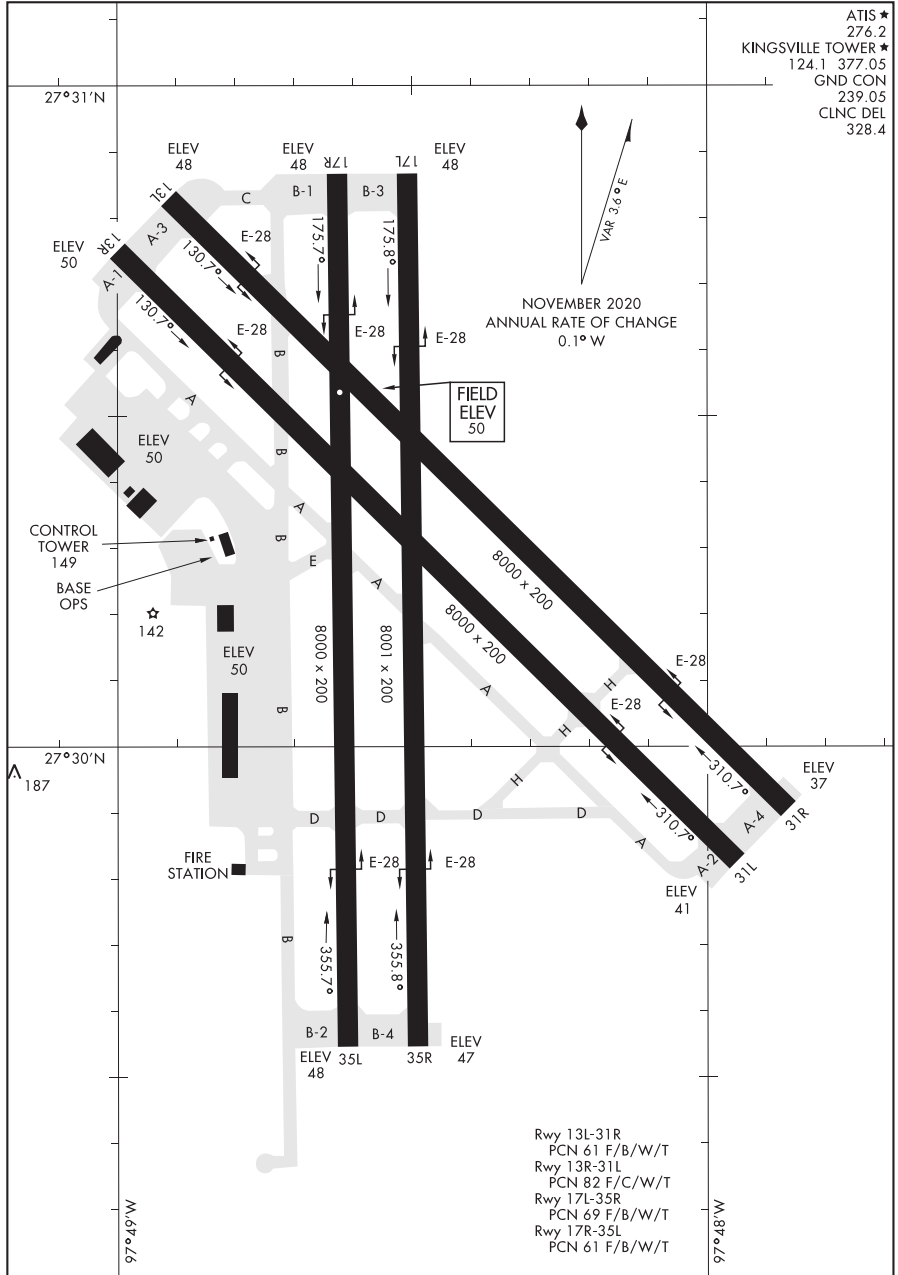 ATIS ★
276.2
KINGSVILLE TOWER ★
124.1 377.05
GND CON
239.05
CLNC DEL
328.4
27°31'N
VAR 3.6° E
NOVEMBER 2020
ANNUAL RATE OF CHANGE
0.1° W
ELEV
48
ELEV
48
17R
17L
ELEV
48
13L
C
B-1
B-3
A-3
E-28
130.7°
175.7°
175.8°
ELEV
50
13R
A-1
130.7°
E-28
E-28
E-28
B
A
FIELD
ELEV
50
ELEV
50
B
A
CONTROL
TOWER
149
B
E
A
BASE
OPS
142
8000 x 200
8000 x 200
8000 x 200
8001 x 200
ELEV
50
B
A
H
E-28
E-28
H
27°30'N
187
H
310.7°
310.7°
ELEV
37
31R
A-4
D
D
D
D
A
A-2
31L
ELEV
41
FIRE
STATION
E-28
E-28
B
355.7°
355.8°
B-2
B-4
ELEV
48
35L
35R
ELEV
47
Rwy 13L-31R
PCN 61 F/B/W/T
Rwy 13R-31L
PCN 82 F/C/W/T
Rwy 17L-35R
PCN 69 F/B/W/T
Rwy 17R-35L
PCN 61 F/B/W/T
97°49'W
97°48'W